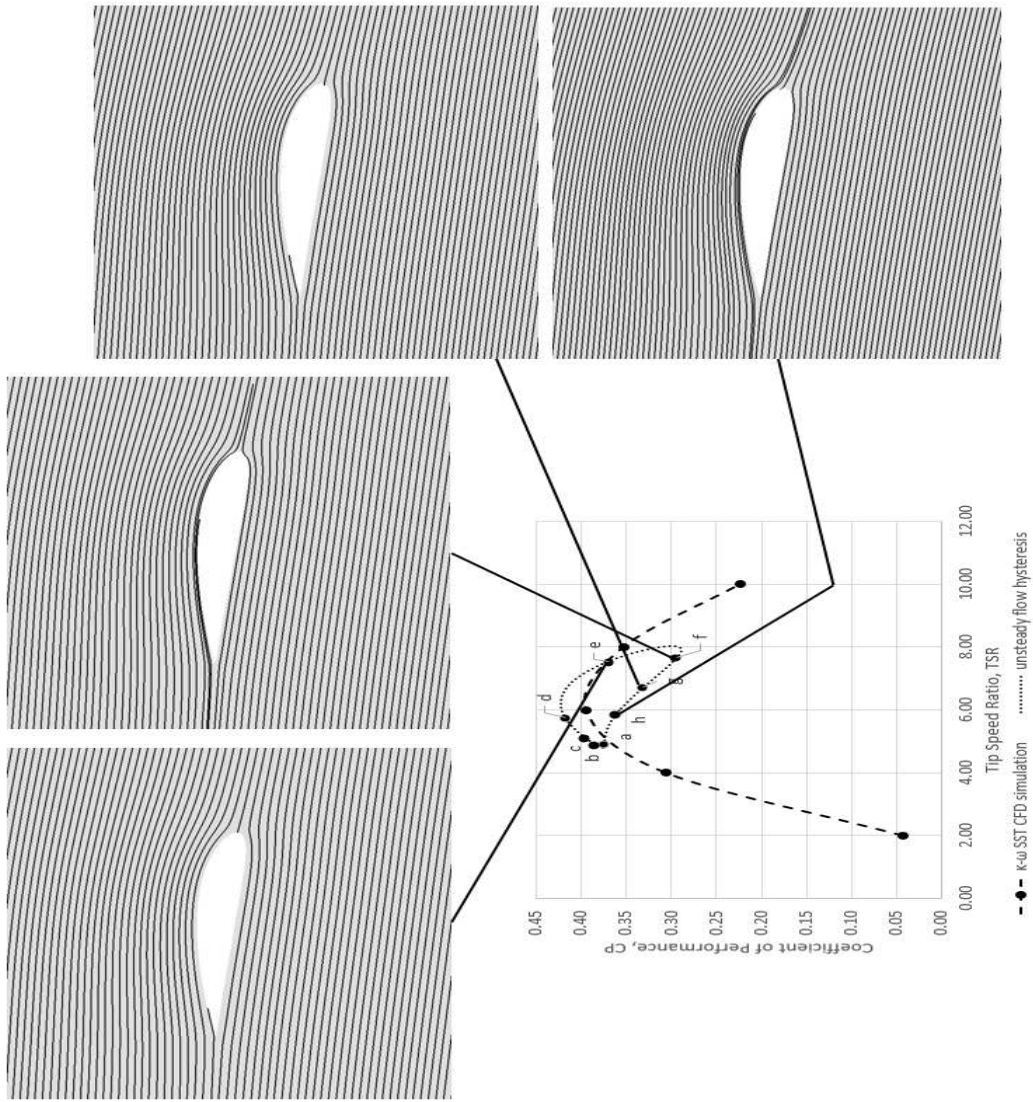 Coefficient of Performance, CP
0.45
0.40
0.35
0.30
0.25
0.20
0.15
0.10
0.05
0.00
0.00
2.00
4.00
6.00
8.00
10.00
12.00
Tip Speed Ratio, TSR
a
b
c
d
e
f
g
h
κ-ω SST CFD simulation
unsteady flow hysteresis